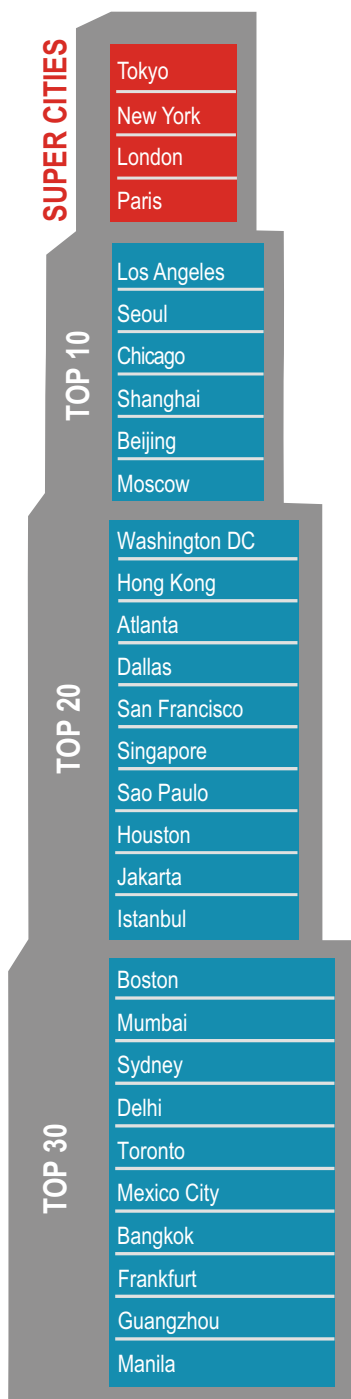 SUPER CITIES
Tokyo
New York
London
Paris
TOP 10
Los Angeles
Seoul
Chicago
Shanghai
Beijing
Moscow
TOP 20
Washington DC
Hong Kong
Atlanta
Dallas
San Francisco
Singapore
Sao Paulo
Houston
Jakarta
Istanbul
TOP 30
Boston
Mumbai
Sydney
Delhi
Toronto
Mexico City
Bangkok
Frankfurt
Guangzhou
Manila